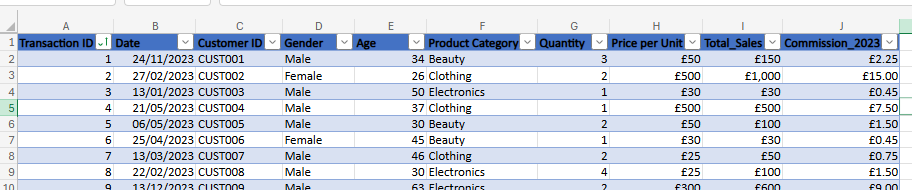 A B C D E F G H I J
1 Transaction ID Date Customer ID Gender Age Product Category Quantity Price per Unit Total_Sales Commission_2023
2 1 24/11/2023 CUST001 Male 34 Beauty 3 £50 £150 £2.25
3 2 27/02/2023 CUST002 Female 26 Clothing 2 £500 £1,000 £15.00
4 3 13/01/2023 CUST003 Male 50 Electronics 1 £30 £30 £0.45
5 4 21/05/2023 CUST004 Male 37 Clothing 1 £500 £500 £7.50
6 5 06/05/2023 CUST005 Male 30 Beauty 2 £50 £100 £1.50
7 6 25/04/2023 CUST006 Female 45 Beauty 1 £30 £30 £0.45
8 7 13/03/2023 CUST007 Male 46 Clothing 2 £25 £50 £0.75
9 8 22/02/2023 CUST008 Male 30 Electronics 4 £25 £100 £1.50
10 9 13/12/2023 CUST009 Male 63 Electronics 2 £300 £600 £9.00